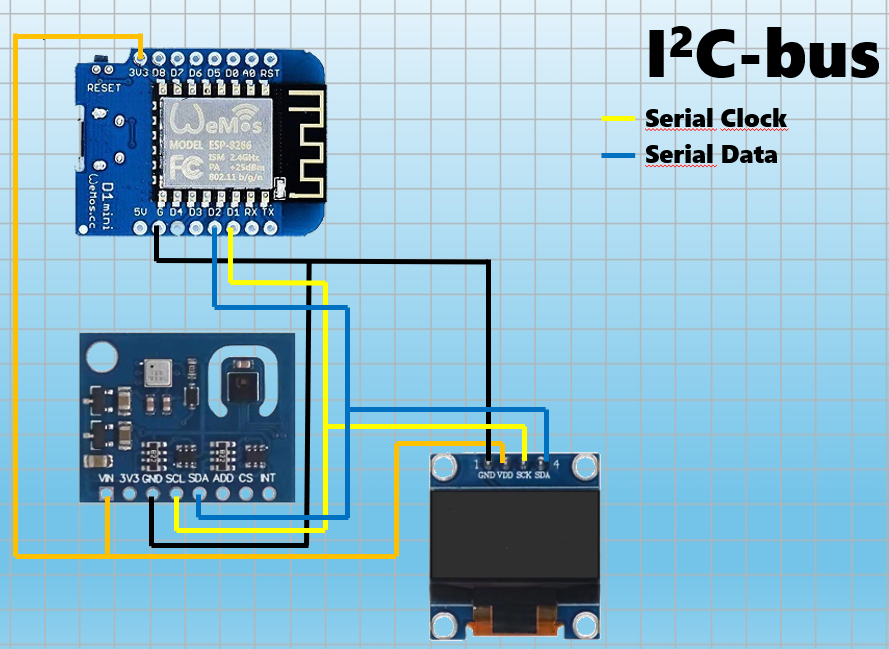 I²C-bus
Serial Clock
Serial Data
3V3 D8 D7 D6 D5 D0 A0 RST
RESET
WeMos
MODEL ESP-8266
FC
ISM 2.4GHz
PA +25dBm
802.11b/g/n
D1 mini
WeMos.cc
5V G D4 D3 D2 D1 RX TX
VIN 3V3 GND SCL SDA ADD CS INT
1 4
GND VDD SCK SDA